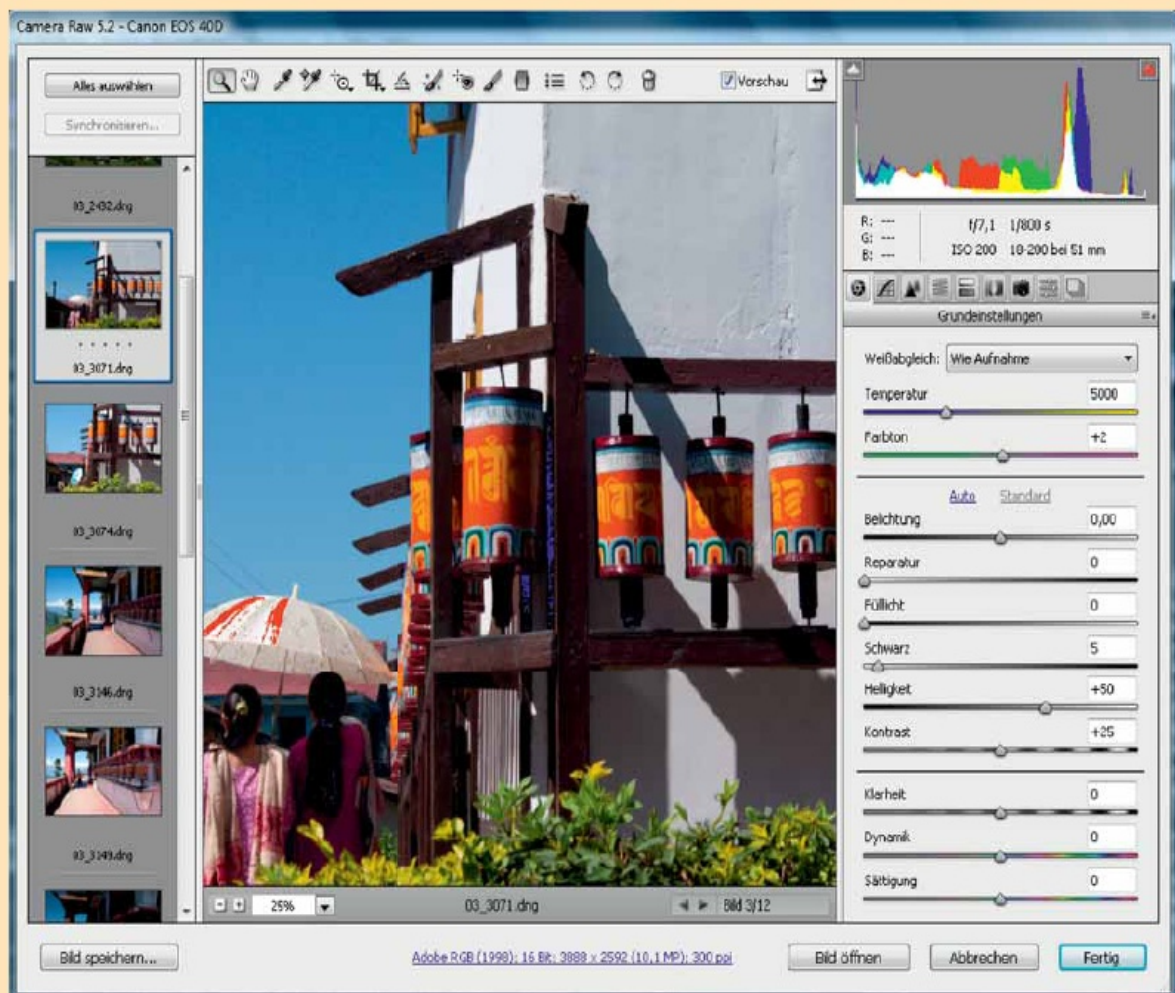 Camera Raw 5.2 - Canon EOS 40D
Alles auswählen
Synchronisieren...
Vorschau
03_2432.dng
03_3071.dng
03_3074.dng
03_3146.dng
03_3149.dng
R: ---
G: ---
B: ---
f/7,1 1/800 s
ISO 200 18-200 bei 51 mm
Grundeinstellungen
Weißabgleich: Wie Aufnahme
Temperatur 5000
Farbton +2
Auto Standard
Belichtung 0,00
Reparatur 0
Füllicht 0
Schwarz 5
Helligkeit +50
Kontrast +25
Klarheit 0
Dynamik 0
Sättigung 0
25%
03_3071.dng
Bild 3/12
Bild speichern...
Adobe RGB (1998); 16 Bit; 3888 x 2592 (10,1 MP); 300 ppi
Bild öffnen
Abbrechen
Fertig